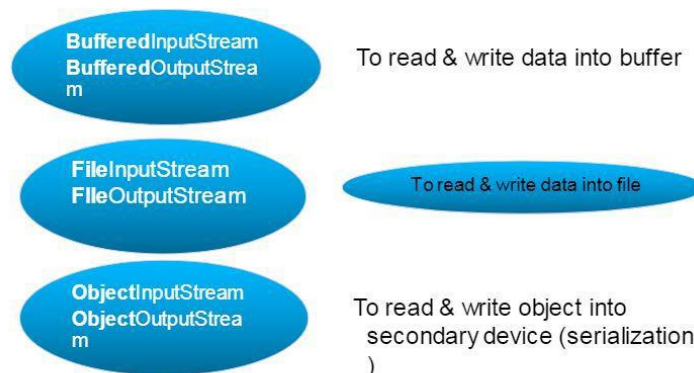 BufferedInputStream
BufferedOutputStrea
m
To read & write data into buffer
FileInputStream
FIleOutputStream
To read & write data into file
ObjectInputStream
ObjectOutputStrea
m
To read & write object into
secondary device (serialization
)